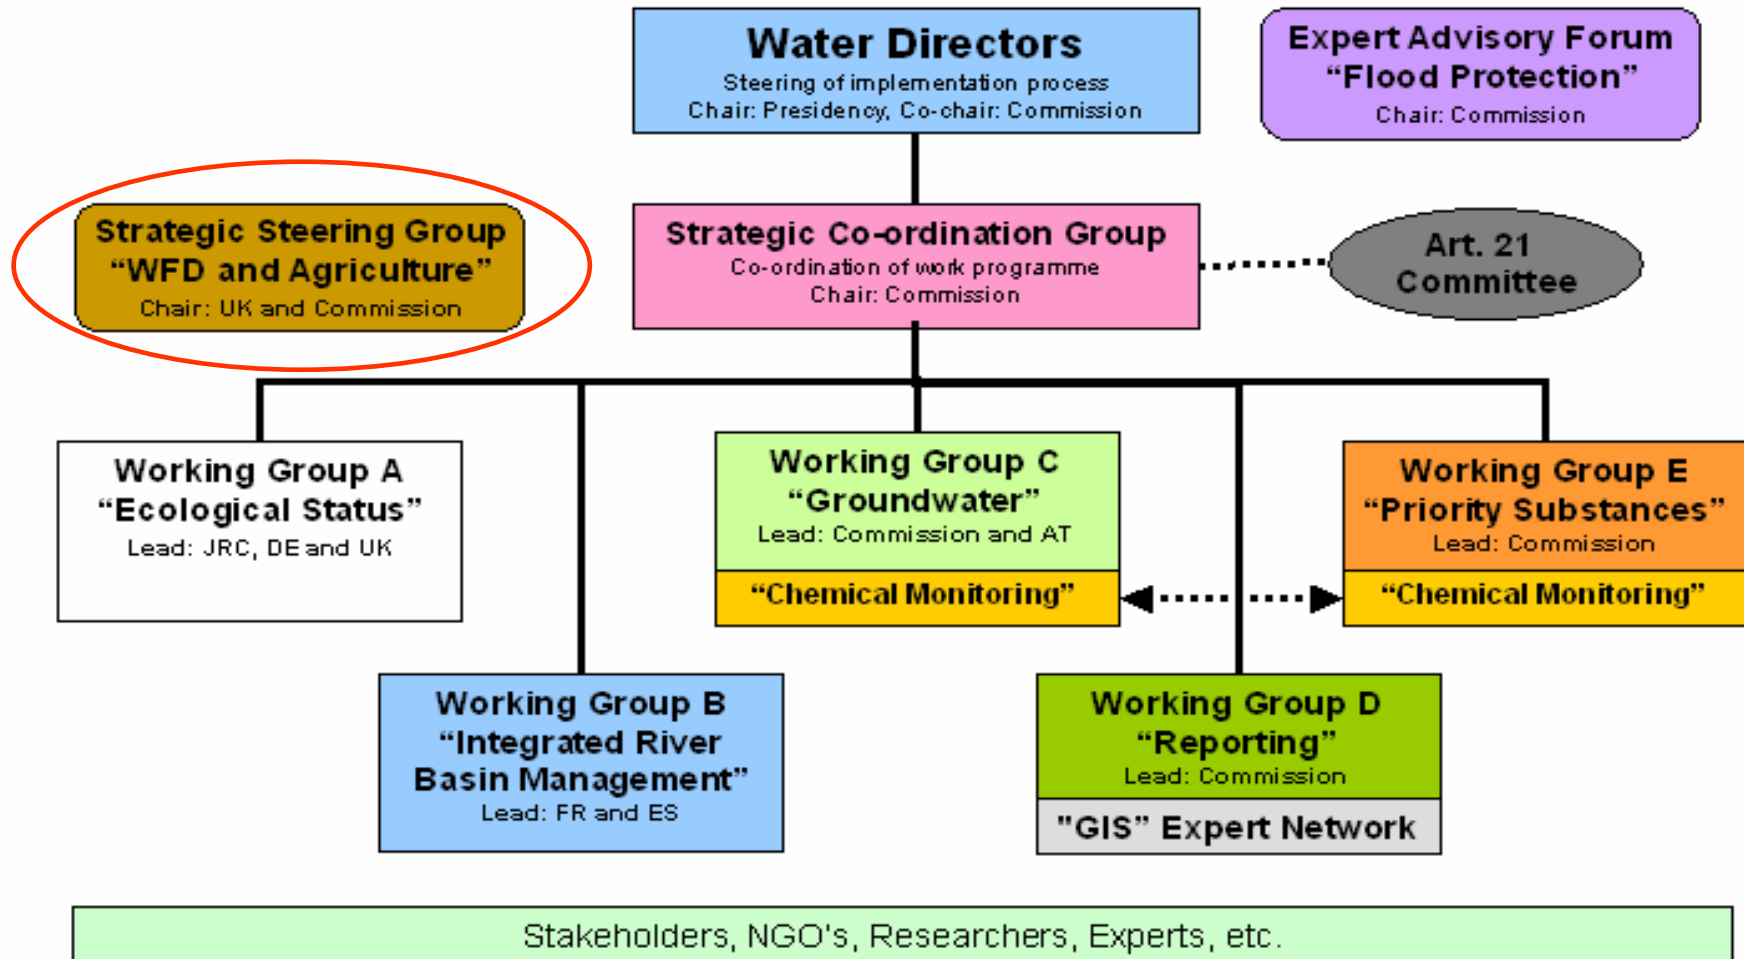 Water Directors
Steering of implementation process
Chair: Presidency, Co-chair: Commission
Expert Advisory Forum
“Flood Protection”
Chair: Commission
Strategic Steering Group
“WFD and Agriculture”
Chair: UK and Commission
Strategic Co-ordination Group
Co-ordination of work programme
Chair: Commission
Art. 21
Committee
Working Group A
“Ecological Status”
Lead: JRC, DE and UK
Working Group C
“Groundwater”
Lead: Commission and AT
“Chemical Monitoring”
Working Group E
“Priority Substances”
Lead: Commission
“Chemical Monitoring”
Working Group B
“Integrated River
Basin Management”
Lead: FR and ES
Working Group D
“Reporting”
Lead: Commission
"GIS” Expert Network
Stakeholders, NGO's, Researchers, Experts, etc.